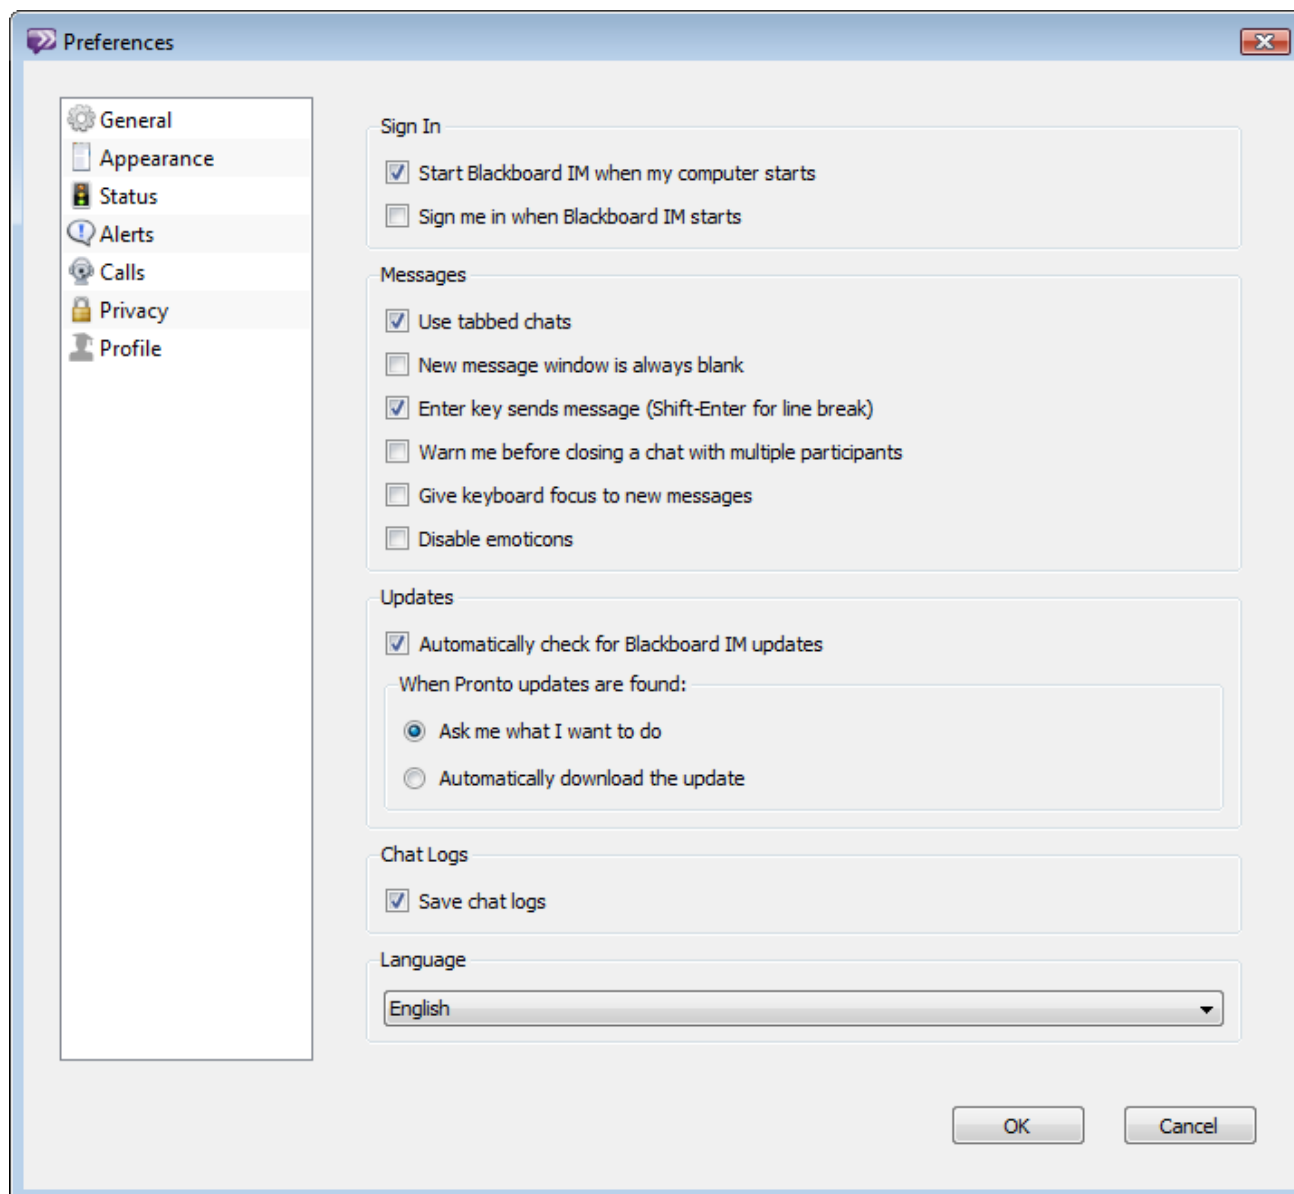 Preferences
General
Appearance
Status
Alerts
Calls
Privacy
Profile
Sign In
Start Blackboard IM when my computer starts
Sign me in when Blackboard IM starts
Messages
Use tabbed chats
New message window is always blank
Enter key sends message (Shift-Enter for line break)
Warn me before closing a chat with multiple participants
Give keyboard focus to new messages
Disable emoticons
Updates
Automatically check for Blackboard IM updates
When Pronto updates are found:
Ask me what I want to do
Automatically download the update
Chat Logs
Save chat logs
Language
English
OK
Cancel